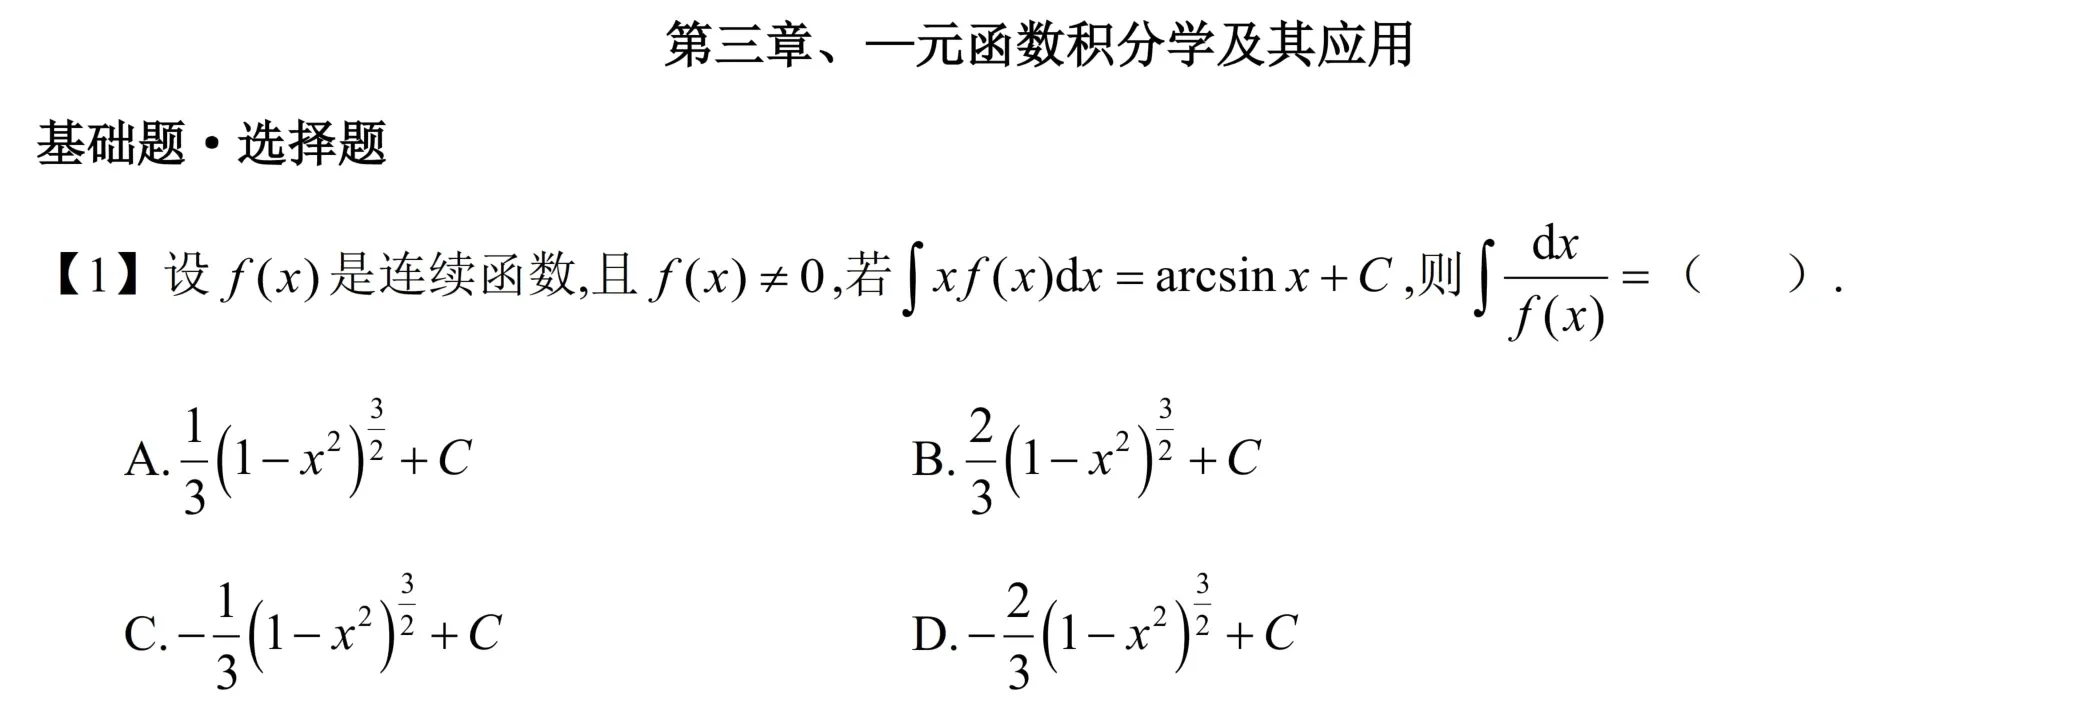 第三章、一元函数积分学及其应用
基础题·选择题
【1】设 $f(x)$ 是连续函数,且 $f(x) \neq 0$,若 $\int xf(x)\mathrm{d}x = \arcsin x + C$,则 $\int \frac{\mathrm{d}x}{f(x)} =$（　　）.
A. $\frac{1}{3}\left(1-x^2\right)^{\frac{3}{2}} + C$ B. $\frac{2}{3}\left(1-x^2\right)^{\frac{3}{2}} + C$
C. $-\frac{1}{3}\left(1-x^2\right)^{\frac{3}{2}} + C$ D. $-\frac{2}{3}\left(1-x^2\right)^{\frac{3}{2}} + C$